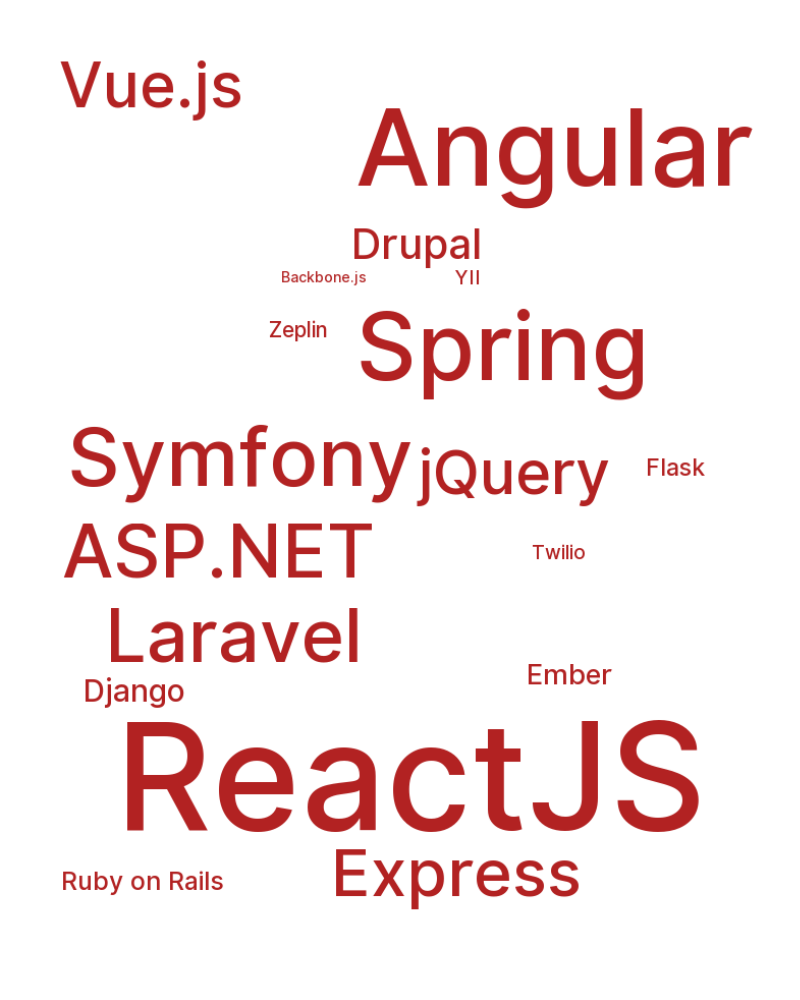 Vue.js
Angular
Drupal
Backbone.js
YII
Zeplin
Spring
Symfony
jQuery
Flask
ASP.NET
Twilio
Laravel
Ember
Django
ReactJS
Express
Ruby on Rails